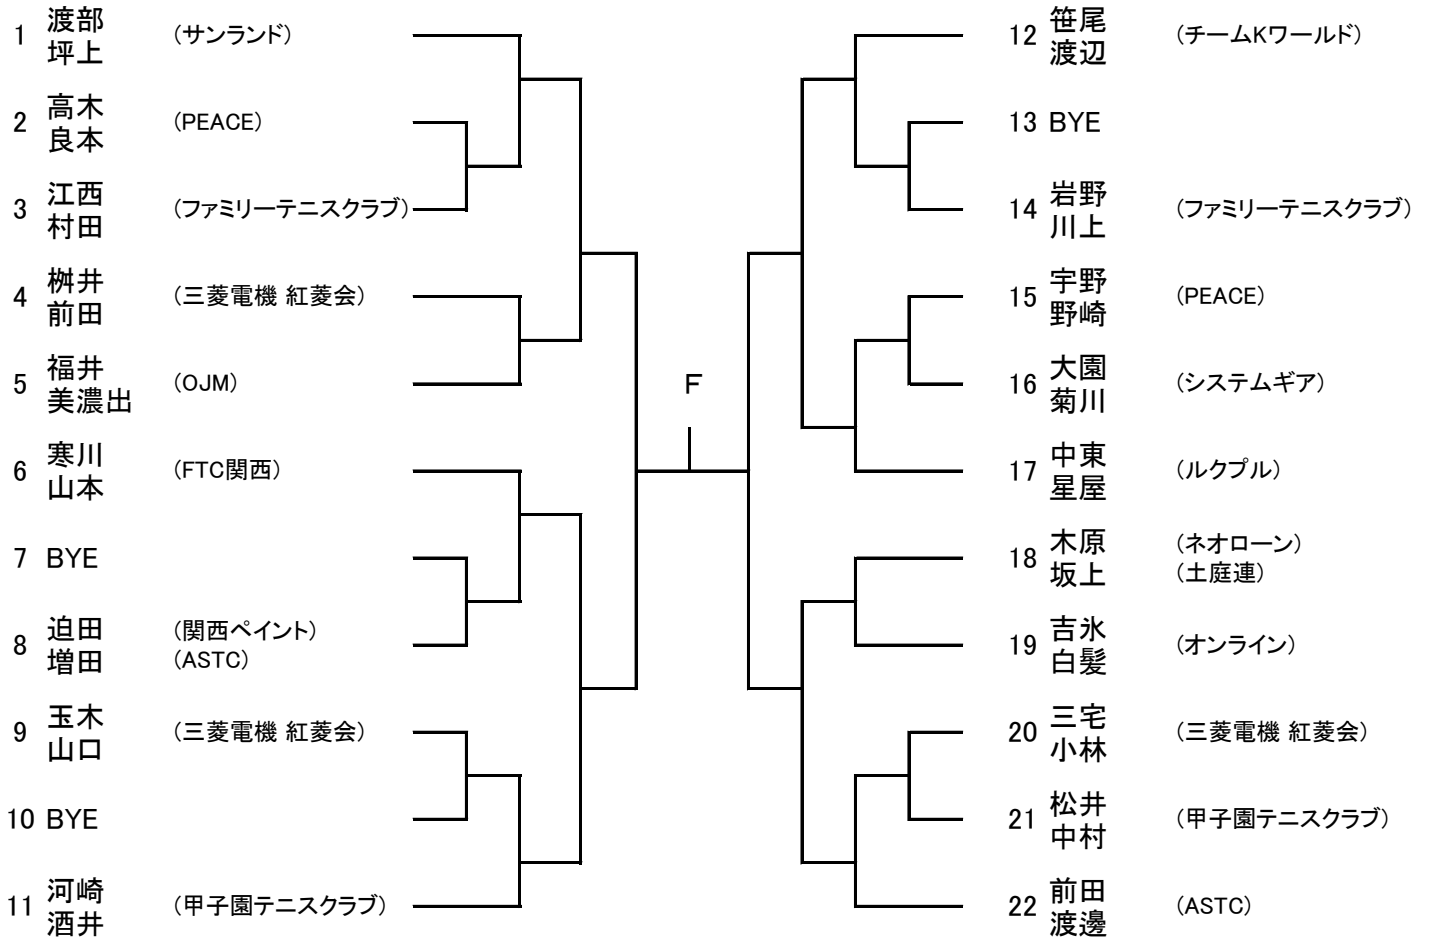 1 渡部 (サンランド)
坪上
2 高木 (PEACE)
良本
3 江西 (ファミリーテニスクラブ)
村田
4 桝井 (三菱電機 紅菱会)
前田
5 福井 (OJM)
美濃出
6 寒川 (FTC関西)
山本
7 BYE
8 迫田 (関西ペイント)
増田 (ASTC)
9 玉木 (三菱電機 紅菱会)
山口
10 BYE
11 河崎 (甲子園テニスクラブ)
酒井
F
12 笹尾 (チームKワールド)
渡辺
13 BYE
14 岩野 (ファミリーテニスクラブ)
川上
15 宇野 (PEACE)
野崎
16 大園 (システムギア)
菊川
17 中東 (ルクプル)
星屋
18 木原 (ネオローン)
坂上 (土庭連)
19 吉氷 (オンライン)
白髪
20 三宅 (三菱電機 紅菱会)
小林
21 松井 (甲子園テニスクラブ)
中村
22 前田 (ASTC)
渡邊